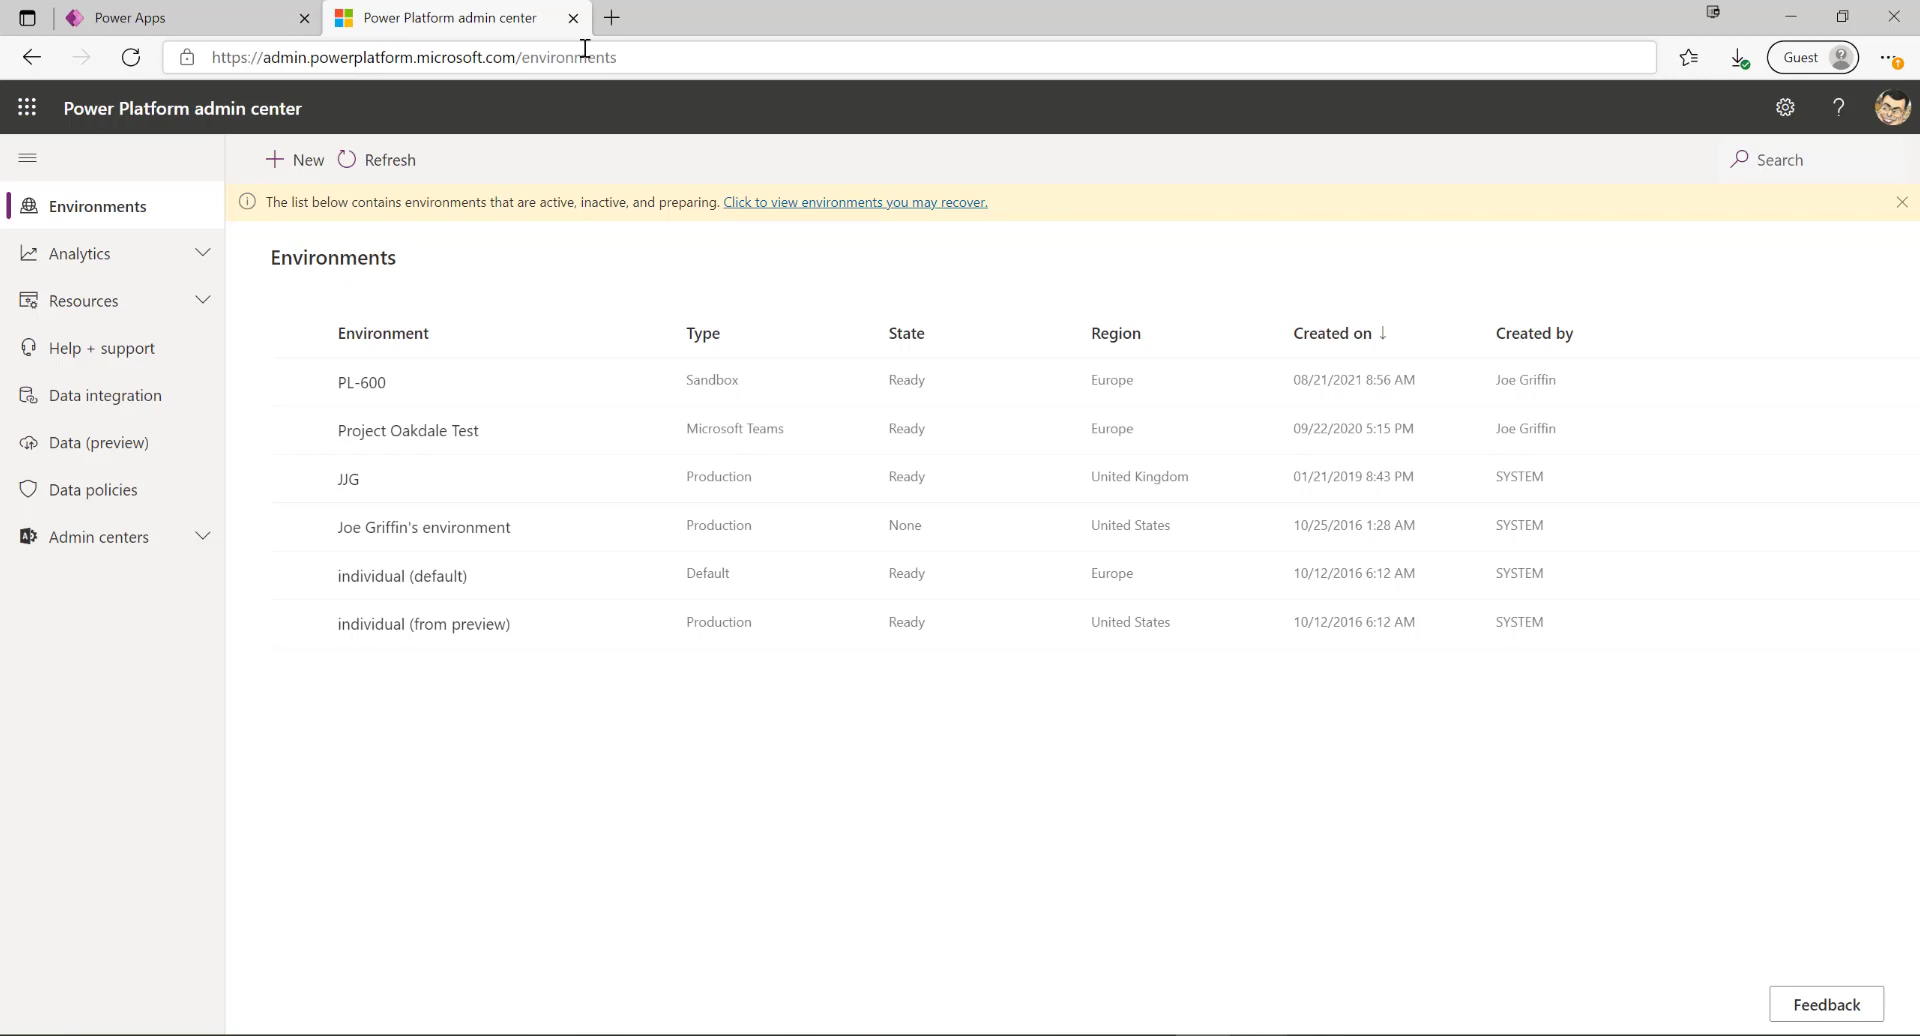 Power Apps
Power Platform admin center
https://admin.powerplatform.microsoft.com/environments
Guest
Power Platform admin center
New Refresh Search
Environments
The list below contains environments that are active, inactive, and preparing. Click to view environments you may recover.
Analytics
Resources
Help + support
Data integration
Data (preview)
Data policies
Admin centers
Environments
Environment Type State Region Created on Created by
PL-600 Sandbox Ready Europe 08/21/2021 8:56 AM Joe Griffin
Project Oakdale Test Microsoft Teams Ready Europe 09/22/2020 5:15 PM Joe Griffin
JJG Production Ready United Kingdom 01/21/2019 8:43 PM SYSTEM
Joe Griffin's environment Production None United States 10/25/2016 1:28 AM SYSTEM
individual (default) Default Ready Europe 10/12/2016 6:12 AM SYSTEM
individual (from preview) Production Ready United States 10/12/2016 6:12 AM SYSTEM
Feedback